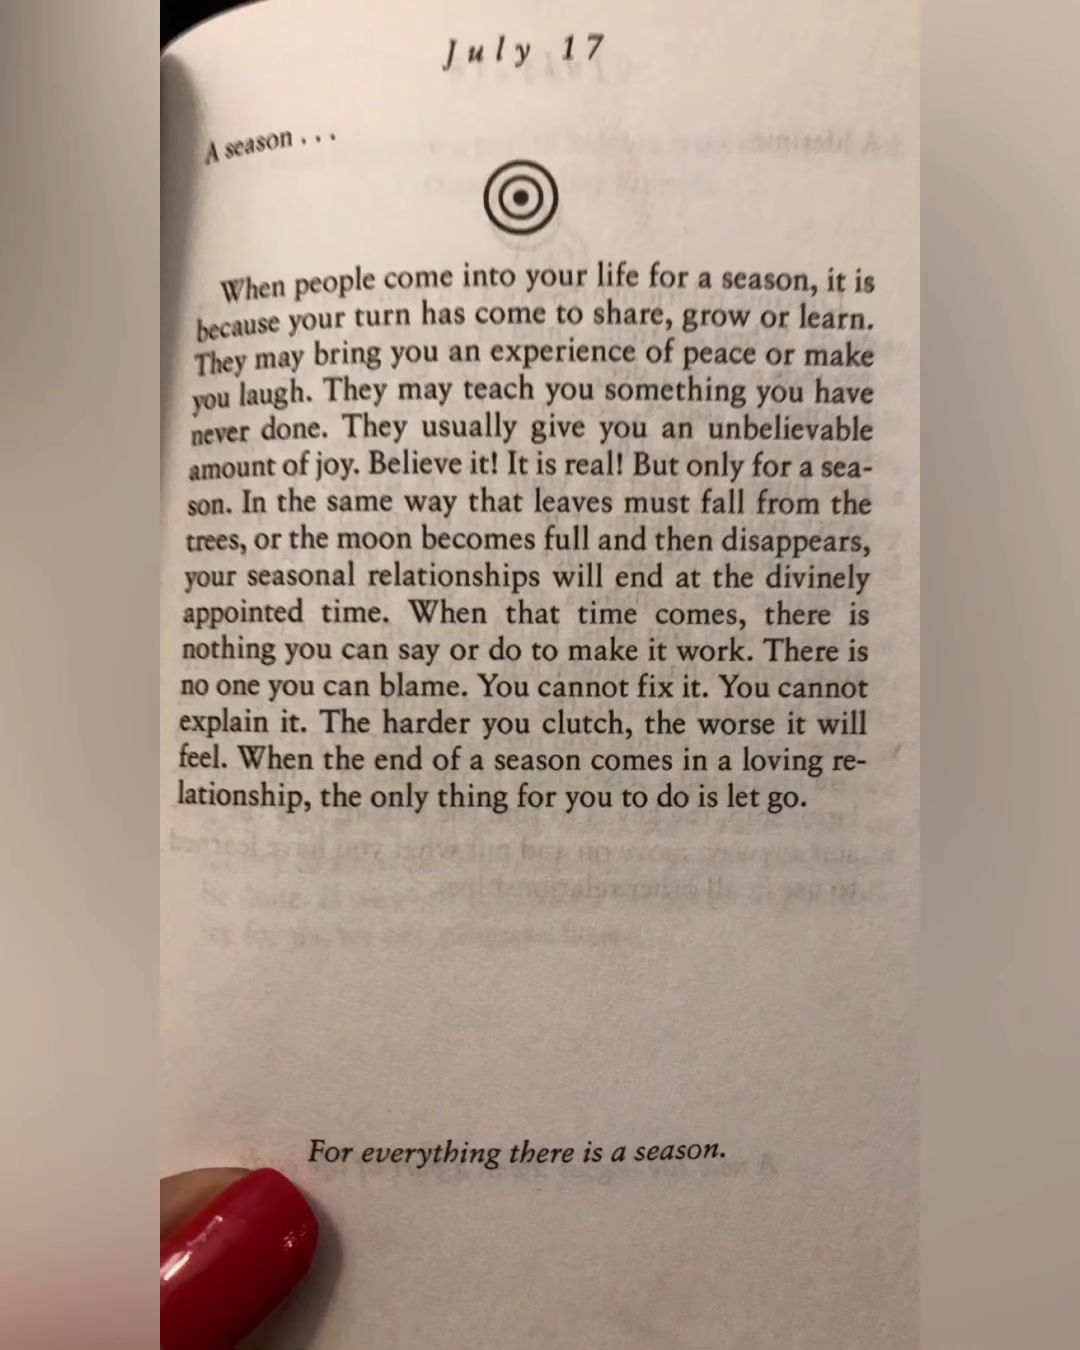 July 17
A season . . .
When people come into your life for a season, it is
because your turn has come to share, grow or learn.
They may bring you an experience of peace or make
you laugh. They may teach you something you have
never done. They usually give you an unbelievable
amount of joy. Believe it! It is real! But only for a sea-
son. In the same way that leaves must fall from the
trees, or the moon becomes full and then disappears,
your seasonal relationships will end at the divinely
appointed time. When that time comes, there is
nothing you can say or do to make it work. There is
no one you can blame. You cannot fix it. You cannot
explain it. The harder you clutch, the worse it will
feel. When the end of a season comes in a loving re-
lationship, the only thing for you to do is let go.
For everything there is a season.